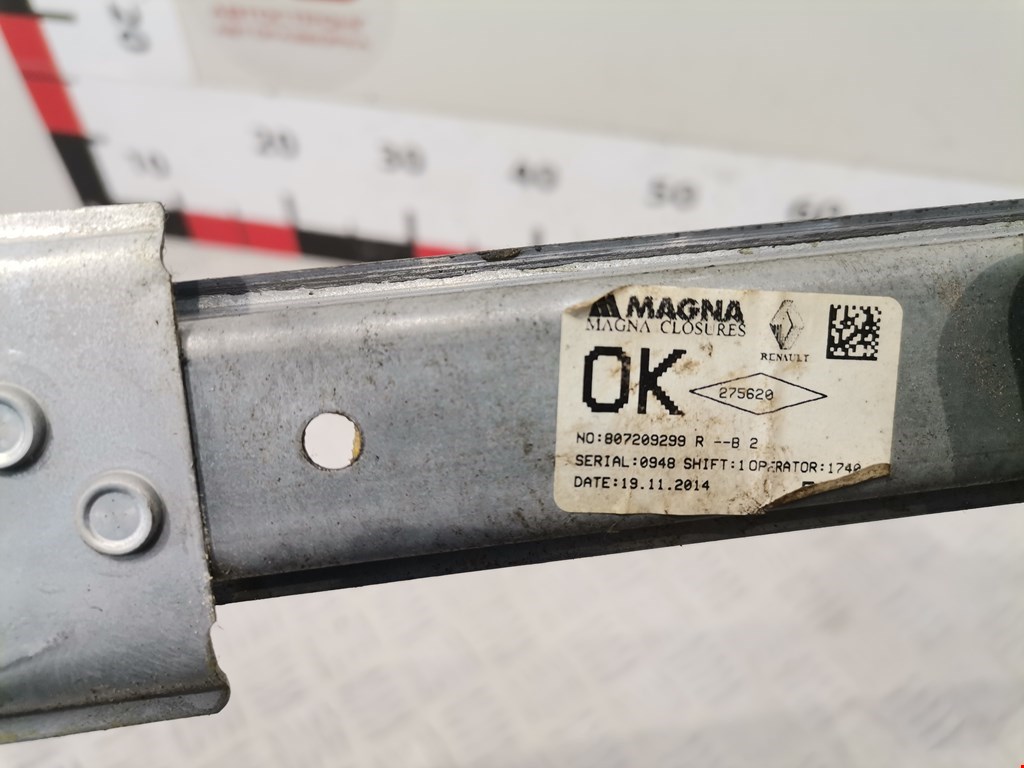 10 20 30 40 50 60
MAGNA
MAGNA CLOSURES
RENAULT
OK
275620
NO:807209299 R --B 2
SERIAL:0948 SHIFT:1 OPERATOR:1740
DATE:19.11.2014